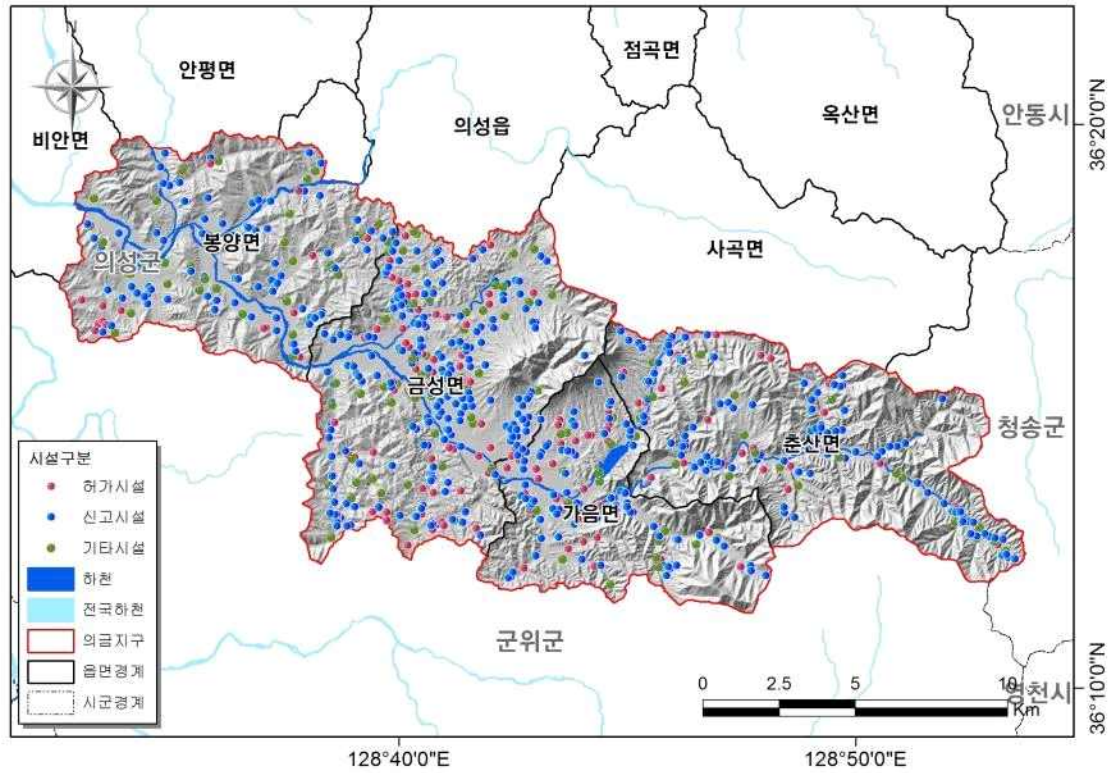 N
안평면
점곡면
비안면
의성읍
옥산면
안동시
36°20'0"N
봉양면
의성군
사곡면
금성면
청송군
춘산면
가음면
군위군
시설구분
허가시설
신고시설
기타시설
하천
전국하천
의금지구
읍면경계
시군경계
0 2.5 5 10
Km
영천시
36°10'0"N
128°40'0"E
128°50'0"E